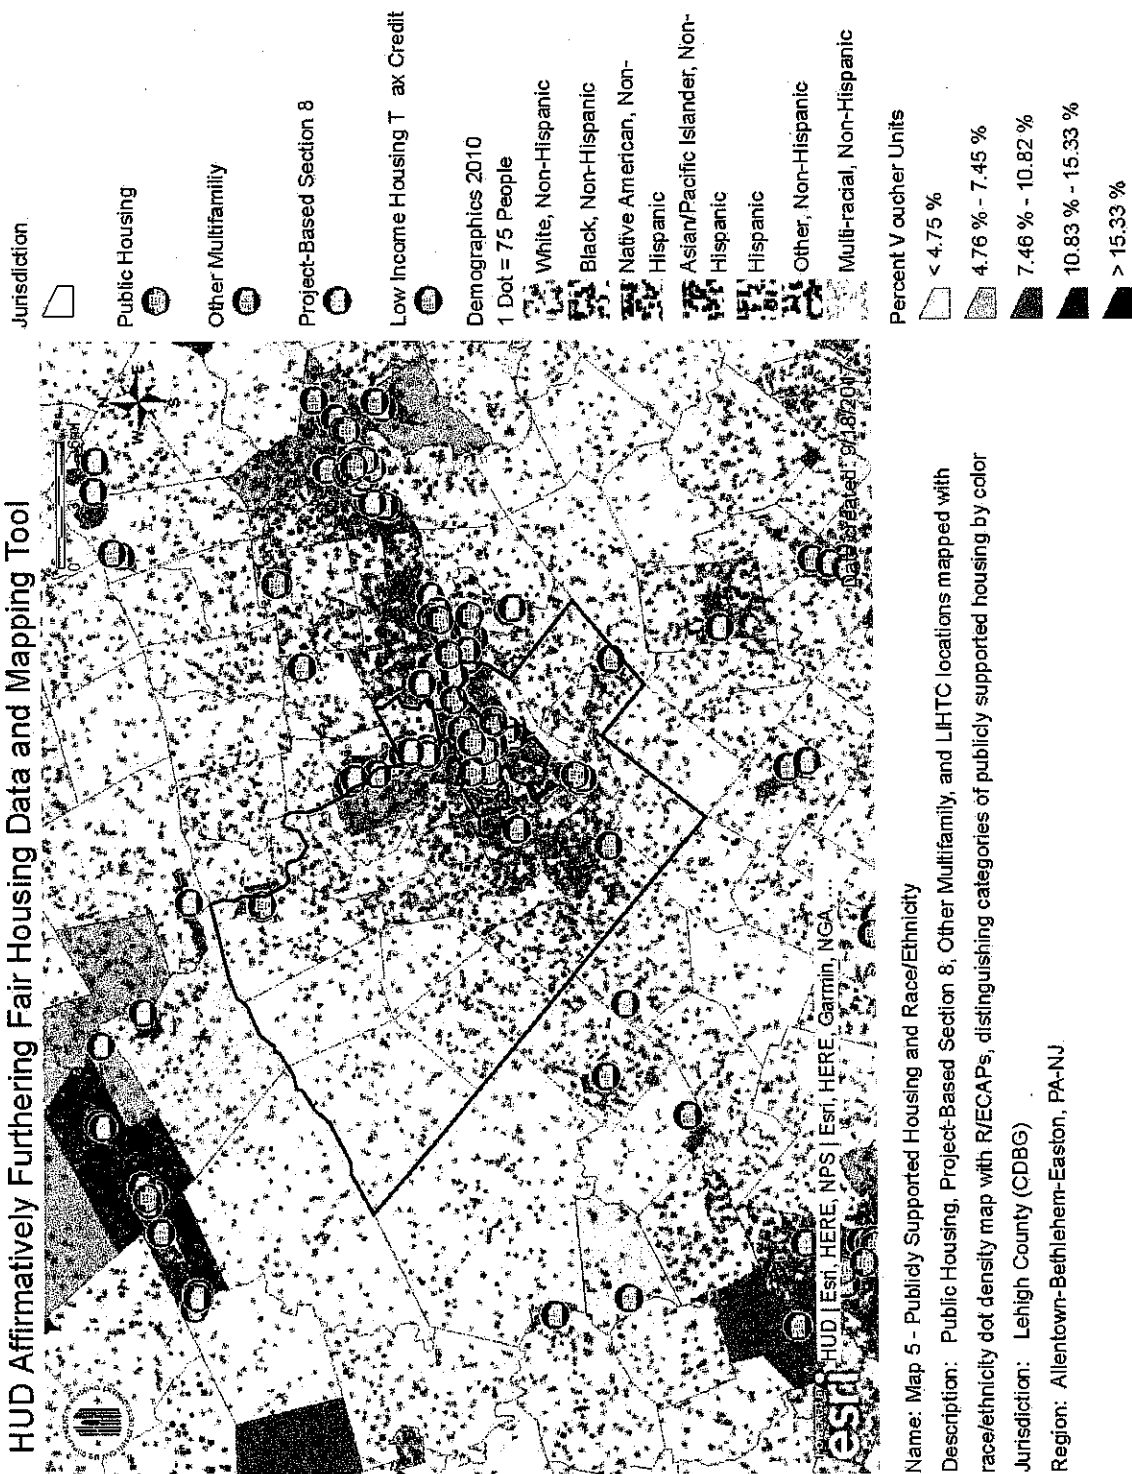 HUD Affirmatively Furthering Fair Housing Data and Mapping Tool
N
E
S
W
HUD | Esri, HERE, NPS | Esri, HERE, Garmin, NGA...
esri
Jurisdiction
Public Housing
Other Multifamiliy
Project-Based Section 8
Low Income Housing T ax Credit
Demographics 2010
1 Dot = 75 People
White, Non-Hispanic
Black, Non-Hispanic
Native American, Non-
Hispanic
Asian/Pacific Islander, Non-
Hispanic
Hispanic
Other, Non-Hispanic
Multi-racial, Non-Hispanic
Percent V oucher Units
< 4.75 %
4.76 % - 7.45 %
7.46 % - 10.82 %
10.83 % - 15.33 %
> 15.33 %
Name: Map 5 - Publicly Supported Housing and Race/Ethnicity
Description: Public Housing, Project-Based Section 8, Other Multifamily, and LIHTC locations mapped with
race/ethnicity dot density map with R/ECAPs, distinguishing categories of publicly supported housing by color
Jurisdiction: Lehigh County (CDBG)
Region: Allentown-Bethlehem-Easton, PA-NJ